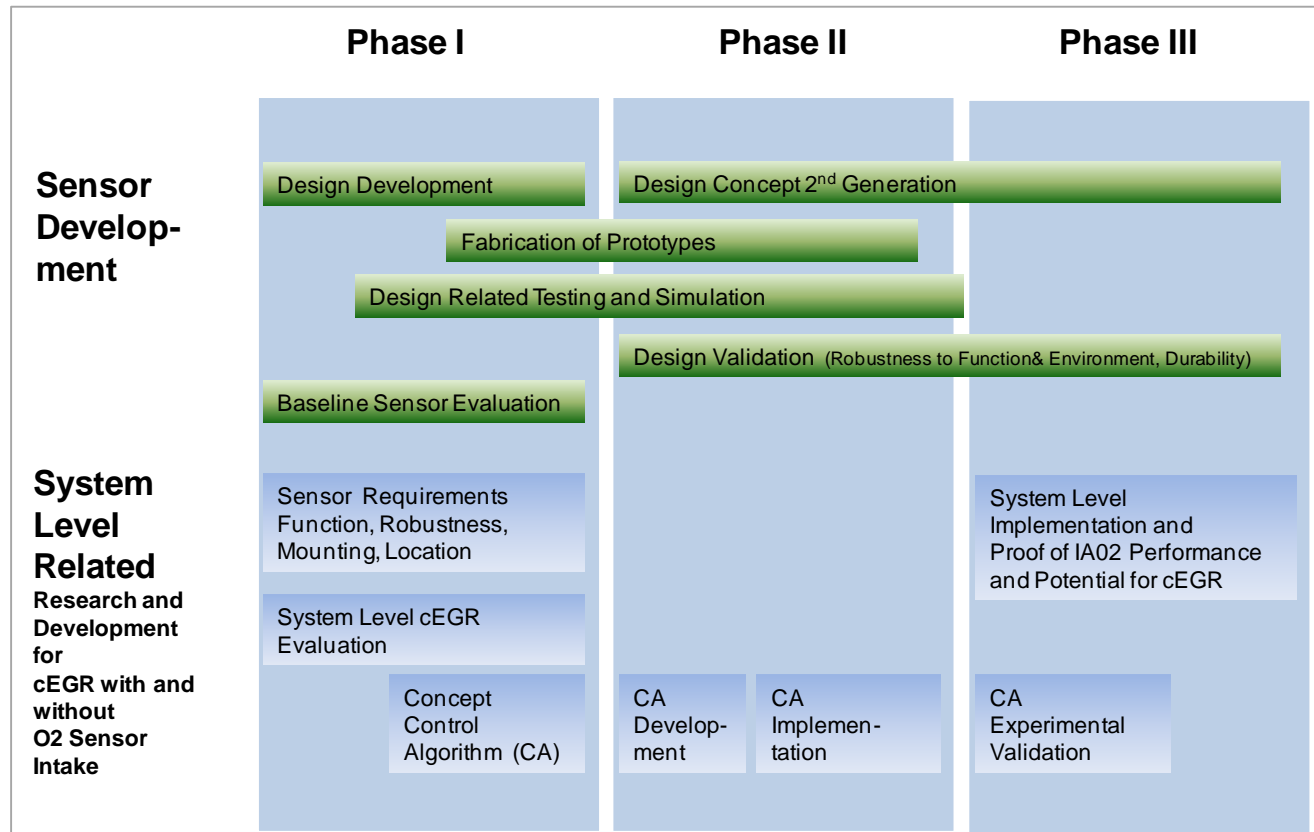 Phase I
Phase II
Phase III
Sensor
Develop-
ment
Design Development
Design Concept 2nd Generation
Fabrication of Prototypes
Design Related Testing and Simulation
Design Validation (Robustness to Function& Environment, Durability)
Baseline Sensor Evaluation
System
Level
Related
Research and
Development
for
cEGR with and
without
O2 Sensor
Intake
Sensor Requirements
Function, Robustness,
Mounting, Location
System Level
Implementation and
Proof of IA02 Performance
and Potential for cEGR
System Level cEGR
Evaluation
Concept
Control
Algorithm (CA)
CA
Develop-
ment
CA
Implemen-
tation
CA
Experimental
Validation